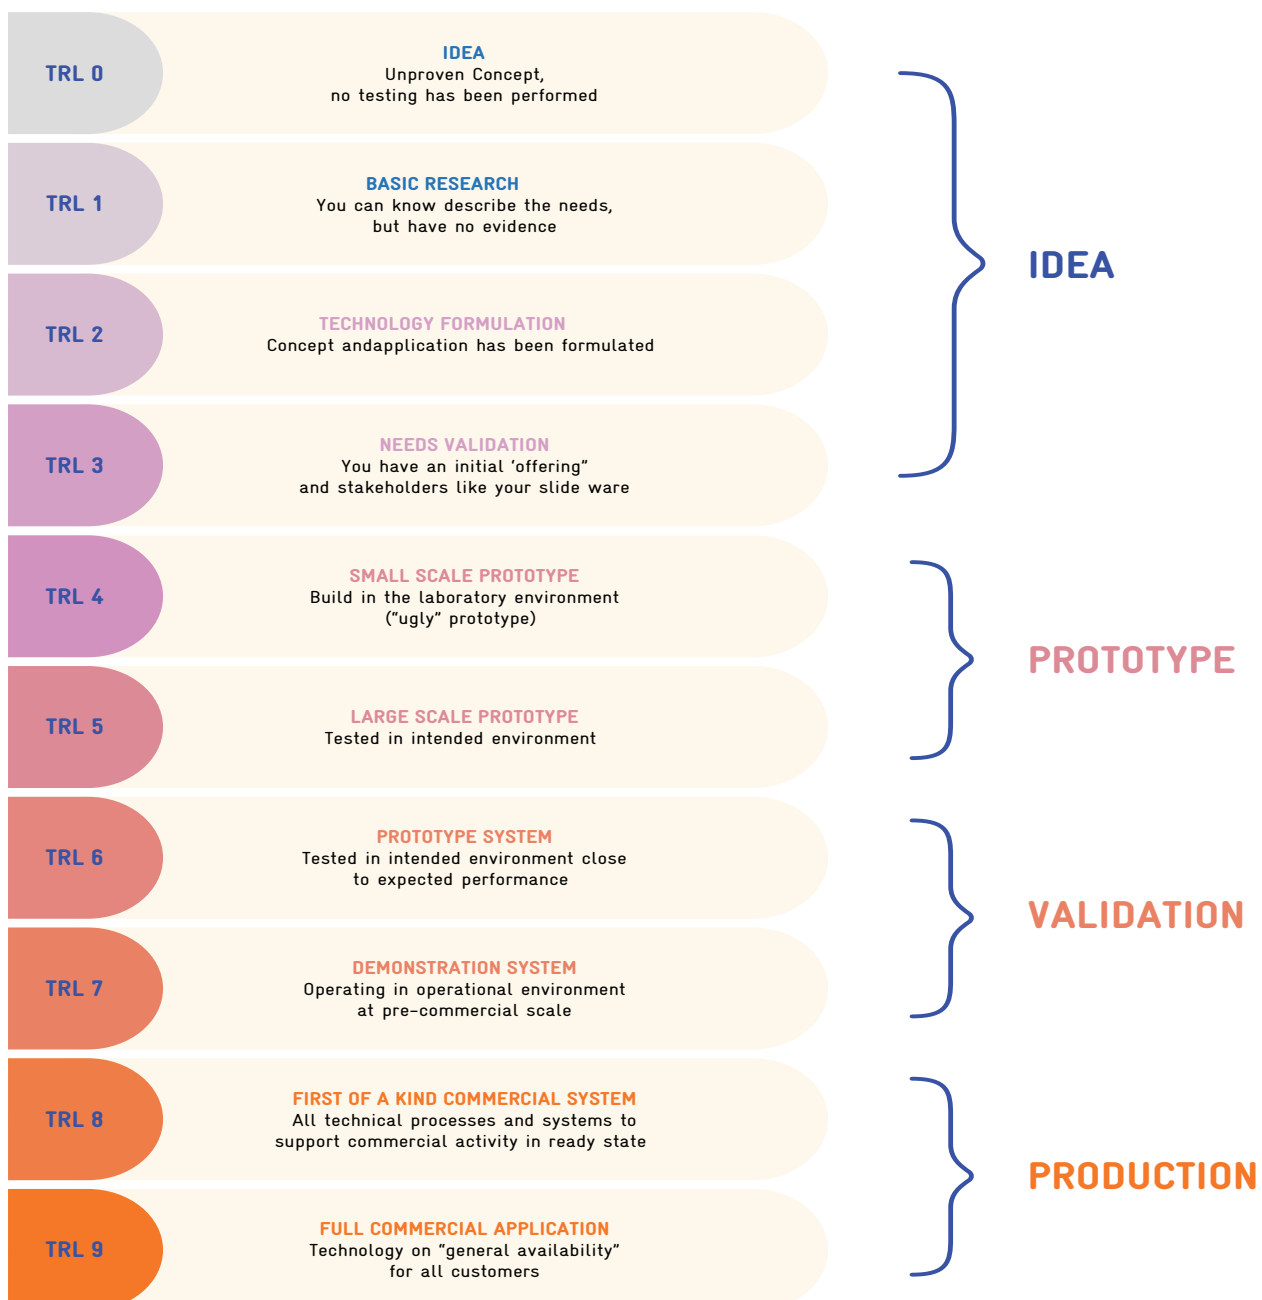 TRL 0
IDEA
Unproven Concept,
no testing has been performed
TRL 1
BASIC RESEARCH
You can know describe the needs,
but have no evidence
TRL 2
TECHNOLOGY FORMULATION
Concept andapplication has been formulated
TRL 3
NEEDS VALIDATION
You have an initial ‘offering”
and stakeholders like your slide ware
IDEA
TRL 4
SMALL SCALE PROTOTYPE
Build in the laboratory environment
(“ugly” prototype)
TRL 5
LARGE SCALE PROTOTYPE
Tested in intended environment
PROTOTYPE
TRL 6
PROTOTYPE SYSTEM
Tested in intended environment close
to expected performance
TRL 7
DEMONSTRATION SYSTEM
Operating in operational environment
at pre-commercial scale
VALIDATION
TRL 8
FIRST OF A KIND COMMERCIAL SYSTEM
All technical processes and systems to
support commercial activity in ready state
TRL 9
FULL COMMERCIAL APPLICATION
Technology on “general availability”
for all customers
PRODUCTION